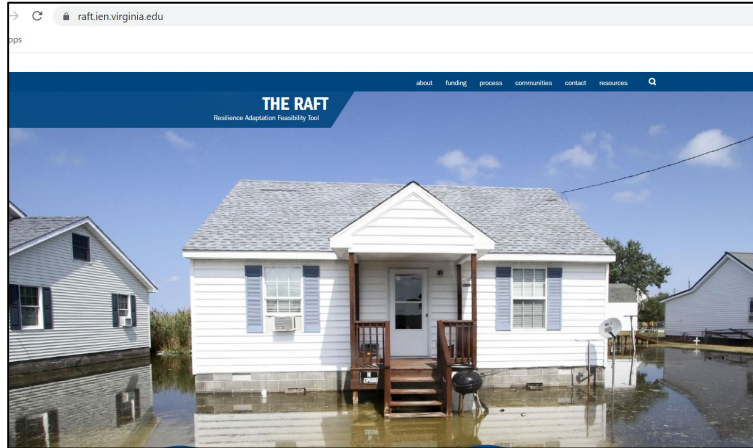 raft.ien.virginia.edu
pps
about funding process communities contact resources
THE RAFT
Resilience Adaptation Feasibility Tool